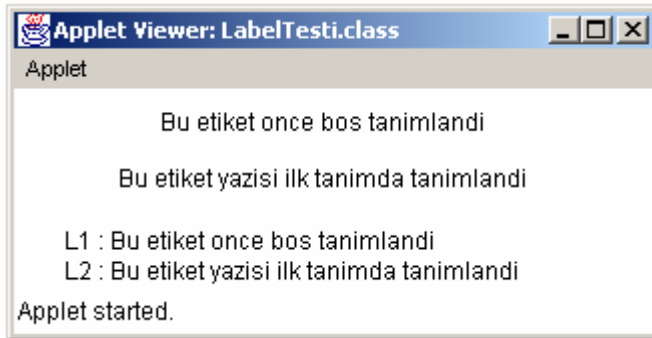 Applet Viewer: LabelTesti.class
Applet
Bu etiket once bos tanimlandi
Bu etiket yazisi ilk tanimda tanimlandi
L1 : Bu etiket once bos tanimlandi
L2 : Bu etiket yazisi ilk tanimda tanimlandi
Applet started.